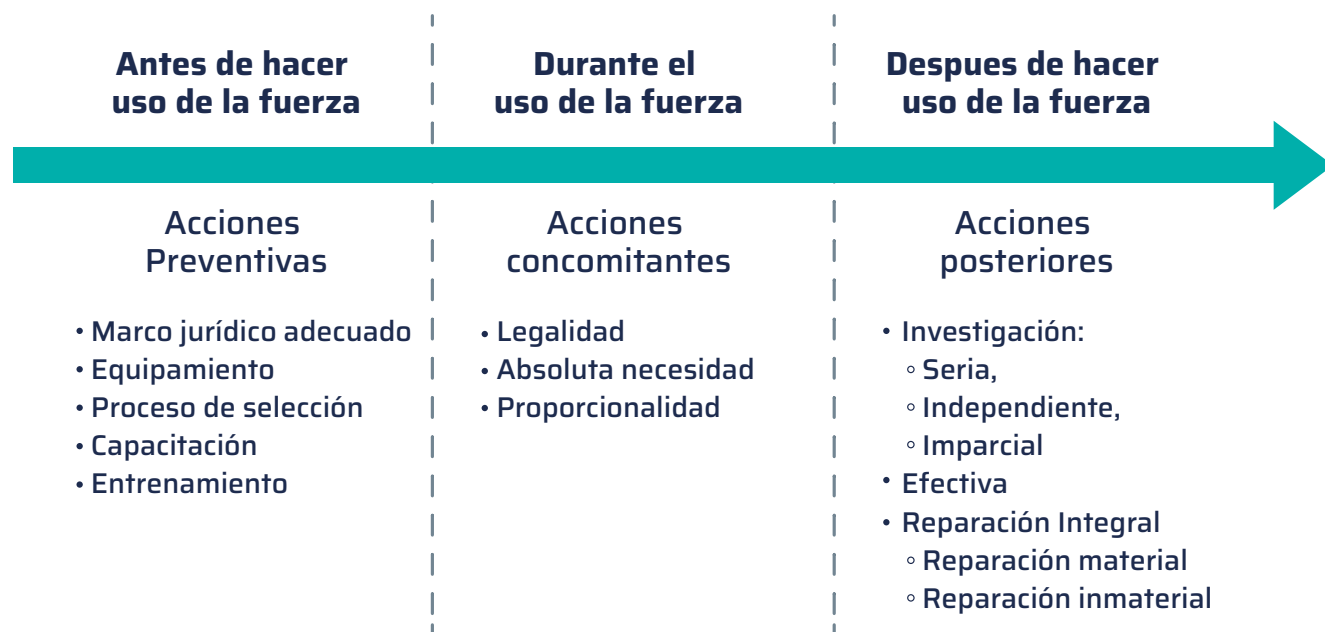 Antes de hacer
uso de la fuerza
Durante el
uso de la fuerza
Despues de hacer
uso de la fuerza
Acciones
Preventivas
• Marco jurídico adecuado
• Equipamiento
• Proceso de selección
• Capacitación
• Entrenamiento
Acciones
concomitantes
• Legalidad
• Absoluta necesidad
• Proporcionalidad
Acciones
posteriores
• Investigación:
◦ Seria,
◦ Independiente,
◦ Imparcial
• Efectiva
• Reparación Integral
◦ Reparación material
◦ Reparación inmaterial